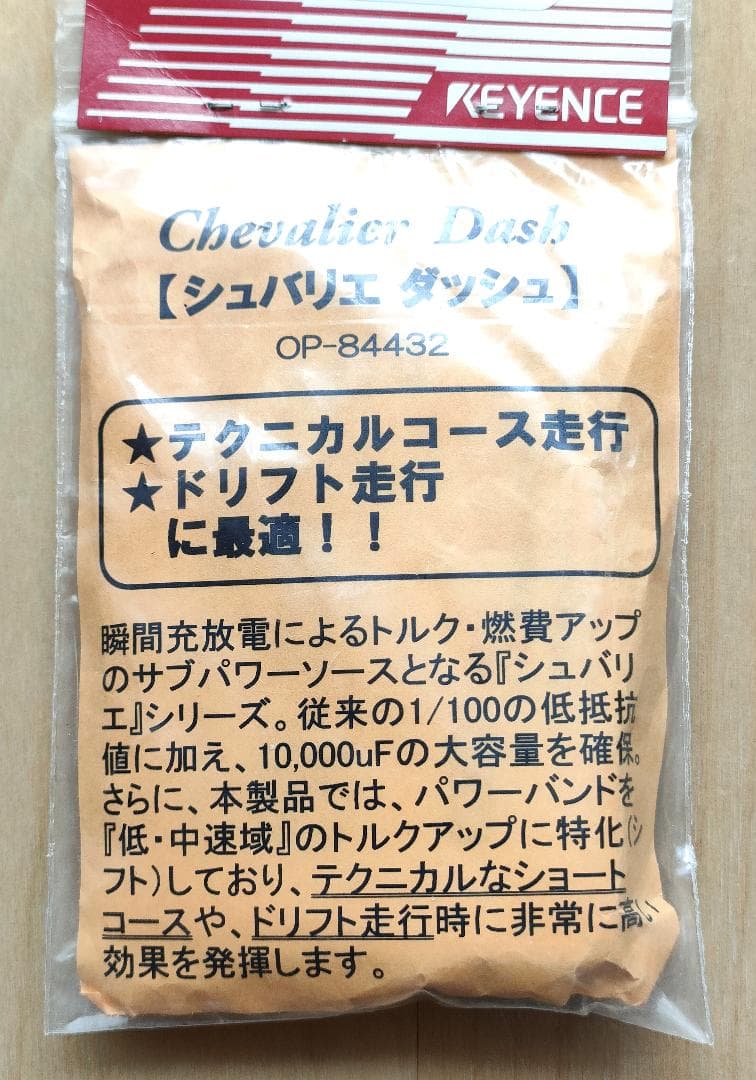 KEYENCE
Chevalier Dash
【シュバリエ ダッシュ】
OP-84432
★テクニカルコース走行
★ドリフト走行
に最適！！
瞬間充放電によるトルク・燃費アップ
のサブパワーソースとなる『シュバリ
エ』シリーズ。従来の1/100の低抵抗
値に加え、10,000uFの大容量を確保。
さらに、本製品では、パワーバンドを
『低・中速域』のトルクアップに特化(シ
フト)しており、テクニカルなショート
コースや、ドリフト走行時に非常に高い
効果を発揮します。